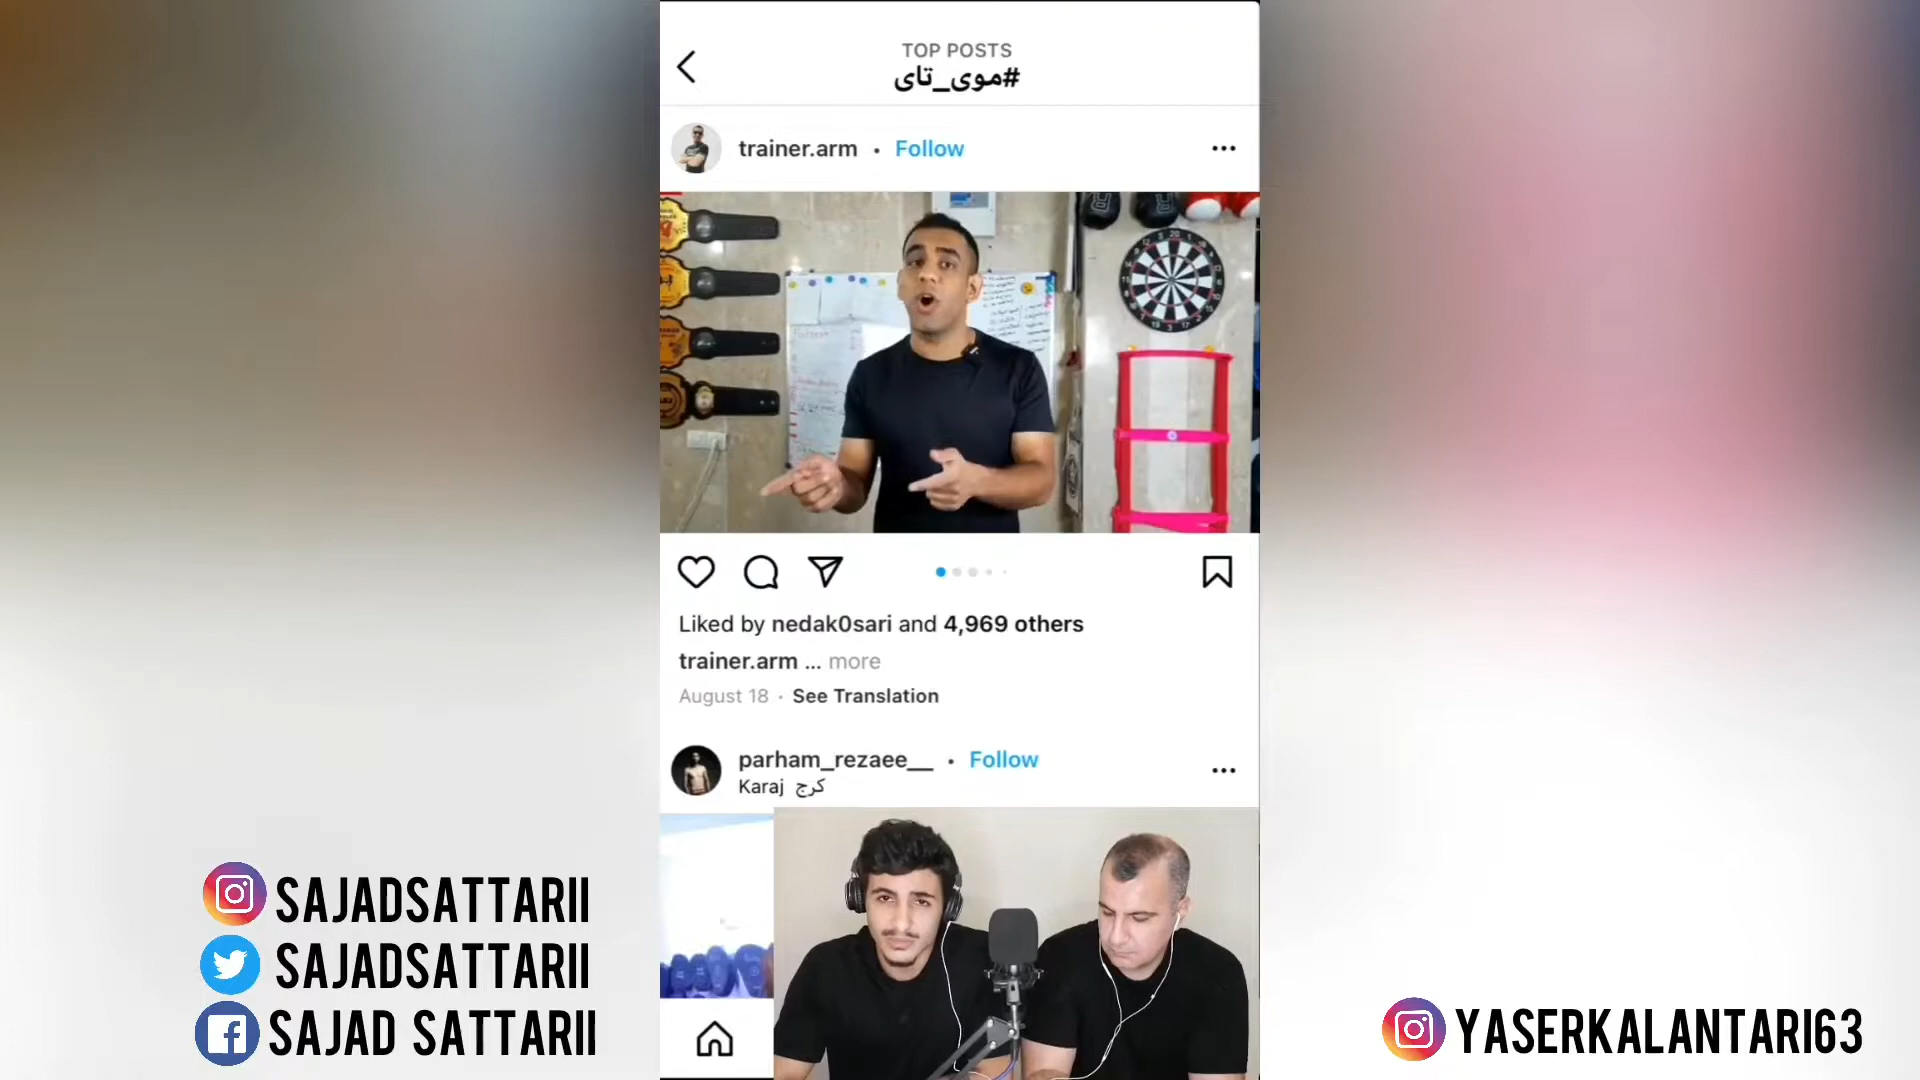 TOP POSTS
#موی_تای
trainer.arm • Follow
Liked by nedak0sari and 4,969 others
trainer.arm ... more
August 18 · See Translation
parham_rezaee__ • Follow
Karaj کرج
SAJADSATTARII
SAJADSATTARII
SAJAD SATTARII
YASERKALANTARI63